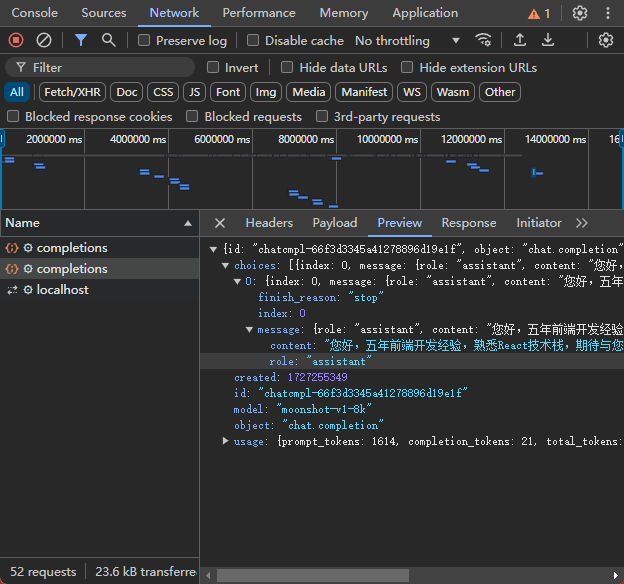 Console Sources Network Performance Memory Application 1
Preserve log Disable cache No throttling
Filter Invert Hide data URLs Hide extension URLs
All Fetch/XHR Doc CSS JS Font Img Media Manifest WS Wasm Other
Blocked response cookies Blocked requests 3rd-party requests
2000000 ms 4000000 ms 6000000 ms 8000000 ms 10000000 ms 12000000 ms 14000000 ms 16
Name
completions
completions
localhost
Headers Payload Preview Response Initiator
{id: "chatcmpl-66f3d3345a41278896d19e1f", object: "chat.completion"
choices: [{index: 0, message: {role: "assistant", content: "您好，
0: {index: 0, message: {role: "assistant", content: "您好，五年
finish_reason: "stop"
index: 0
message: {role: "assistant", content: "您好，五年前端开发经验
content: "您好，五年前端开发经验，熟悉React技术栈，期待与您
role: "assistant"
created: 1727255349
id: "chatcmpl-66f3d3345a41278896d19e1f"
model: "moonshot-v1-8k"
object: "chat.completion"
usage: {prompt_tokens: 1614, completion_tokens: 21, total_tokens:
52 requests 23.6 kB transferre